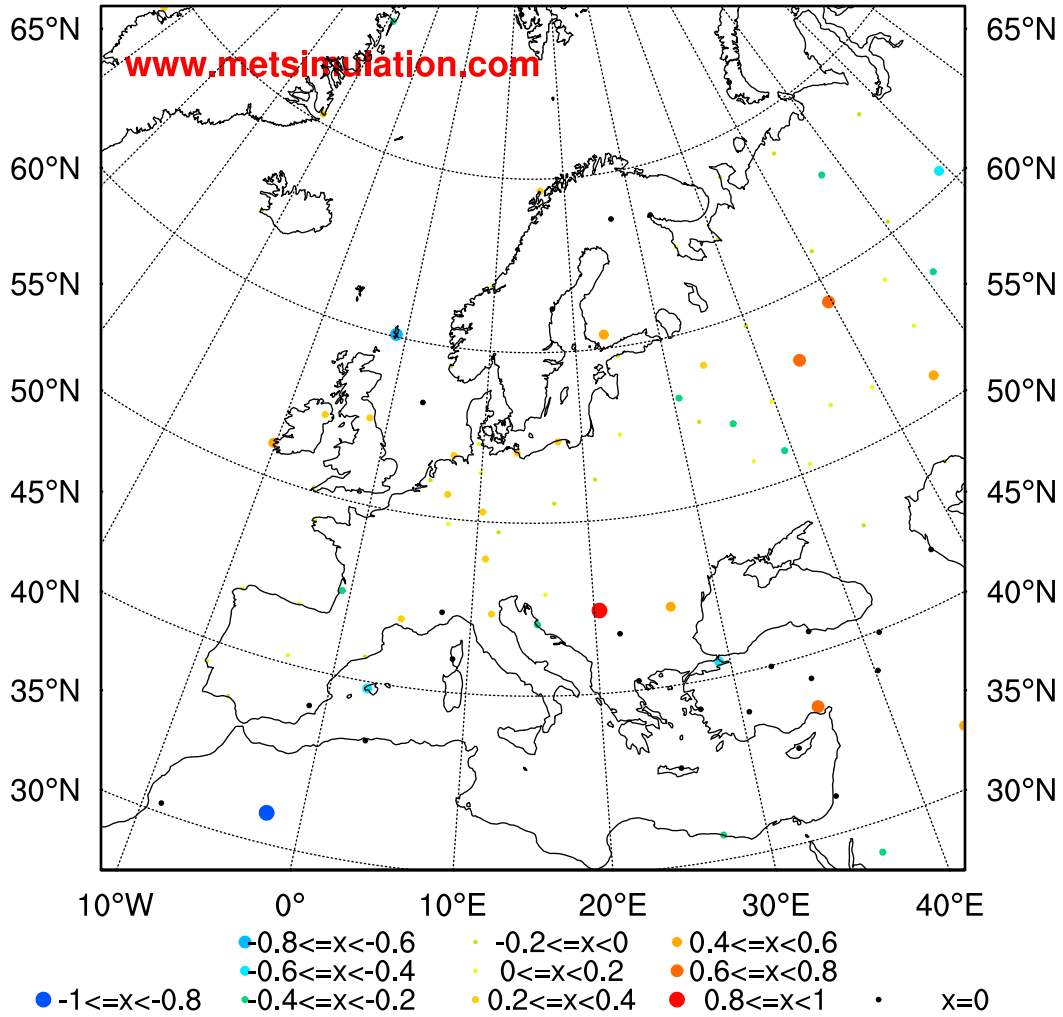 65°N 65°N
www.metsimulation.com
60°N 60°N
55°N 55°N
50°N 50°N
45°N 45°N
40°N 40°N
35°N 35°N
30°N 30°N
10°W 0° 10°E 20°E 30°E 40°E
-0.8<=x<-0.6 -0.2<=x<0 0.4<=x<0.6
-0.6<=x<-0.4 0<=x<0.2 0.6<=x<0.8
-1<=x<-0.8 -0.4<=x<-0.2 0.2<=x<0.4 0.8<=x<1 x=0